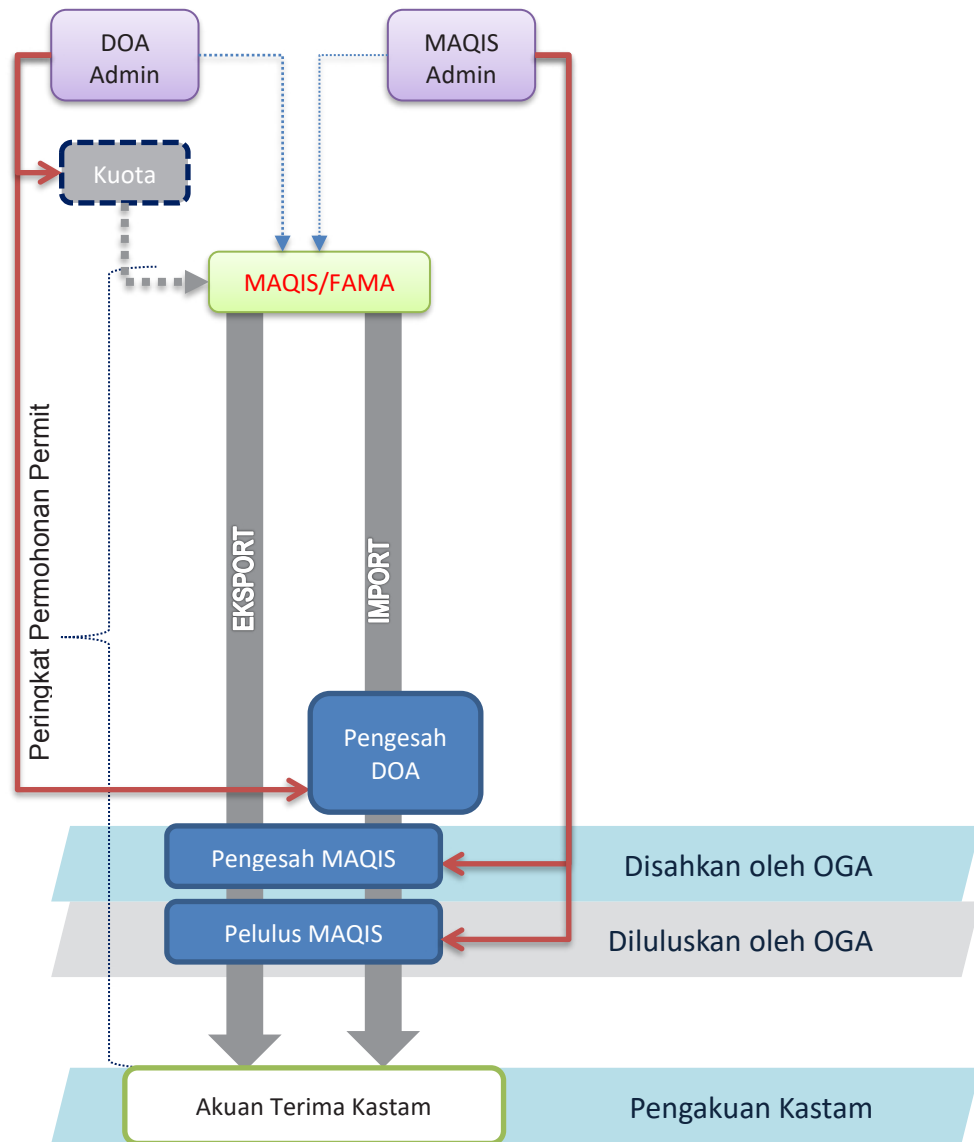 DOA
Admin
MAQIS
Admin
Kuota
MAQIS/FAMA
Peringkat Permohonan Permit
EKSPORT
IMPORT
Pengesah
DOA
Pengesah MAQIS
Disahkan oleh OGA
Pelulus MAQIS
Diluluskan oleh OGA
Akuan Terima Kastam
Pengakuan Kastam